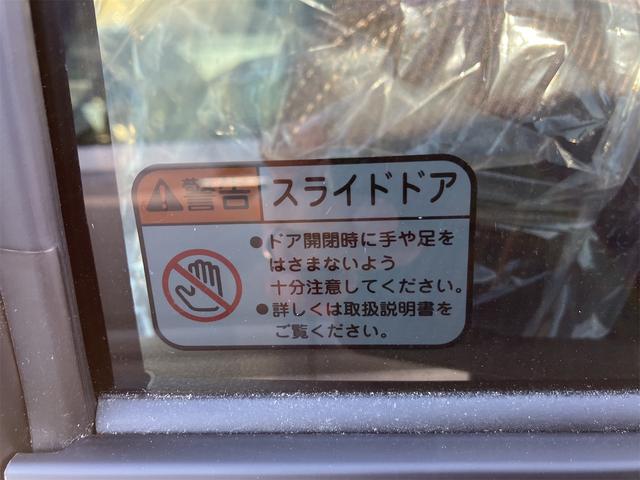 警告 スライドドア
●ドア開閉時に手や足を
はさまないよう
十分注意してください。
●詳しくは取扱説明書を
ご覧ください。